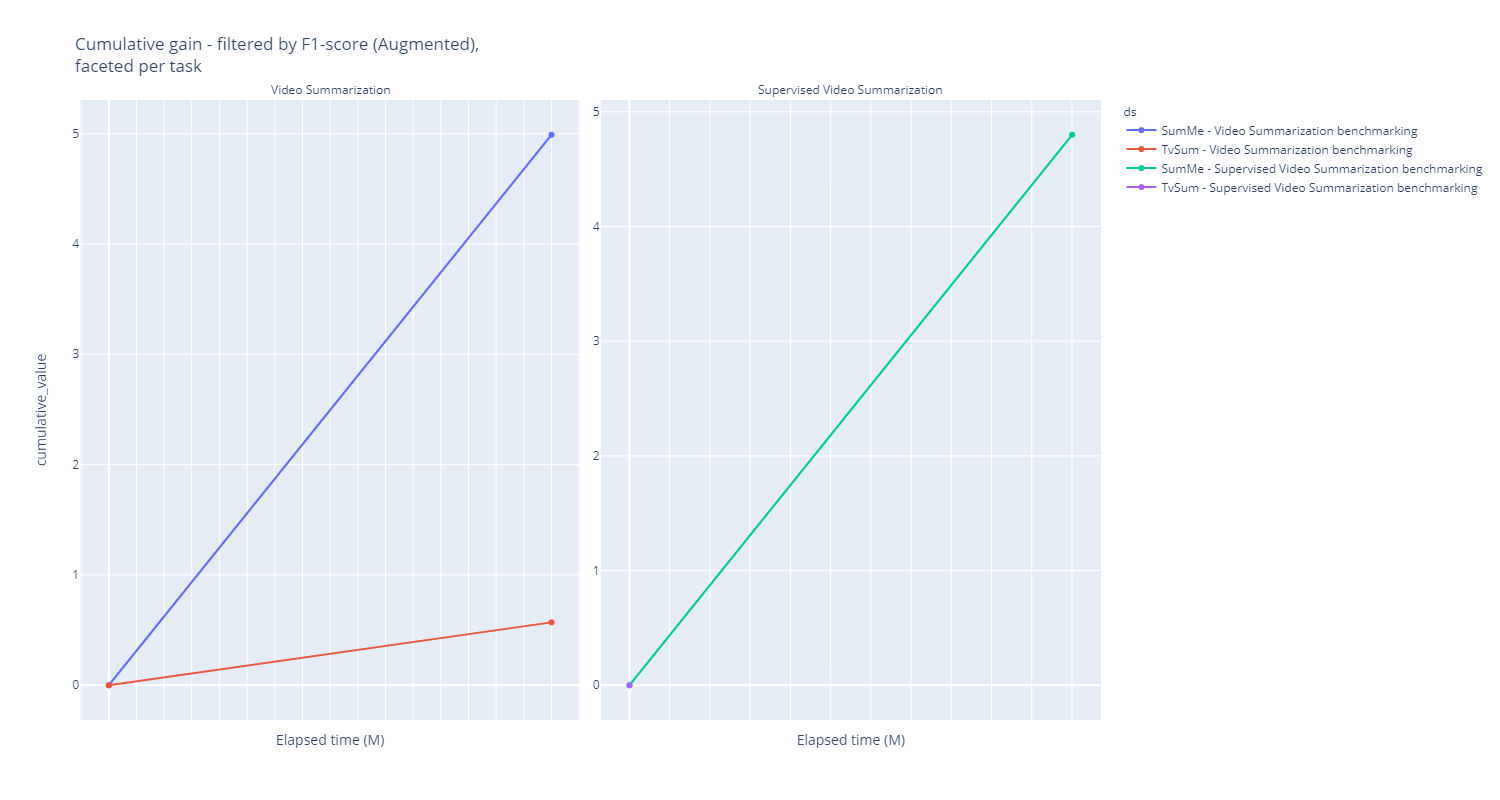 Cumulative gain - filtered by F1-score (Augmented),
faceted per task
Video Summarization
Supervised Video Summarization
5
4
3
2
1
0
cumulative_value
Elapsed time (M)
5
4
3
2
1
0
Elapsed time (M)
ds
SumMe - Video Summarization benchmarking
TvSum - Video Summarization benchmarking
SumMe - Supervised Video Summarization benchmarking
TvSum - Supervised Video Summarization benchmarking